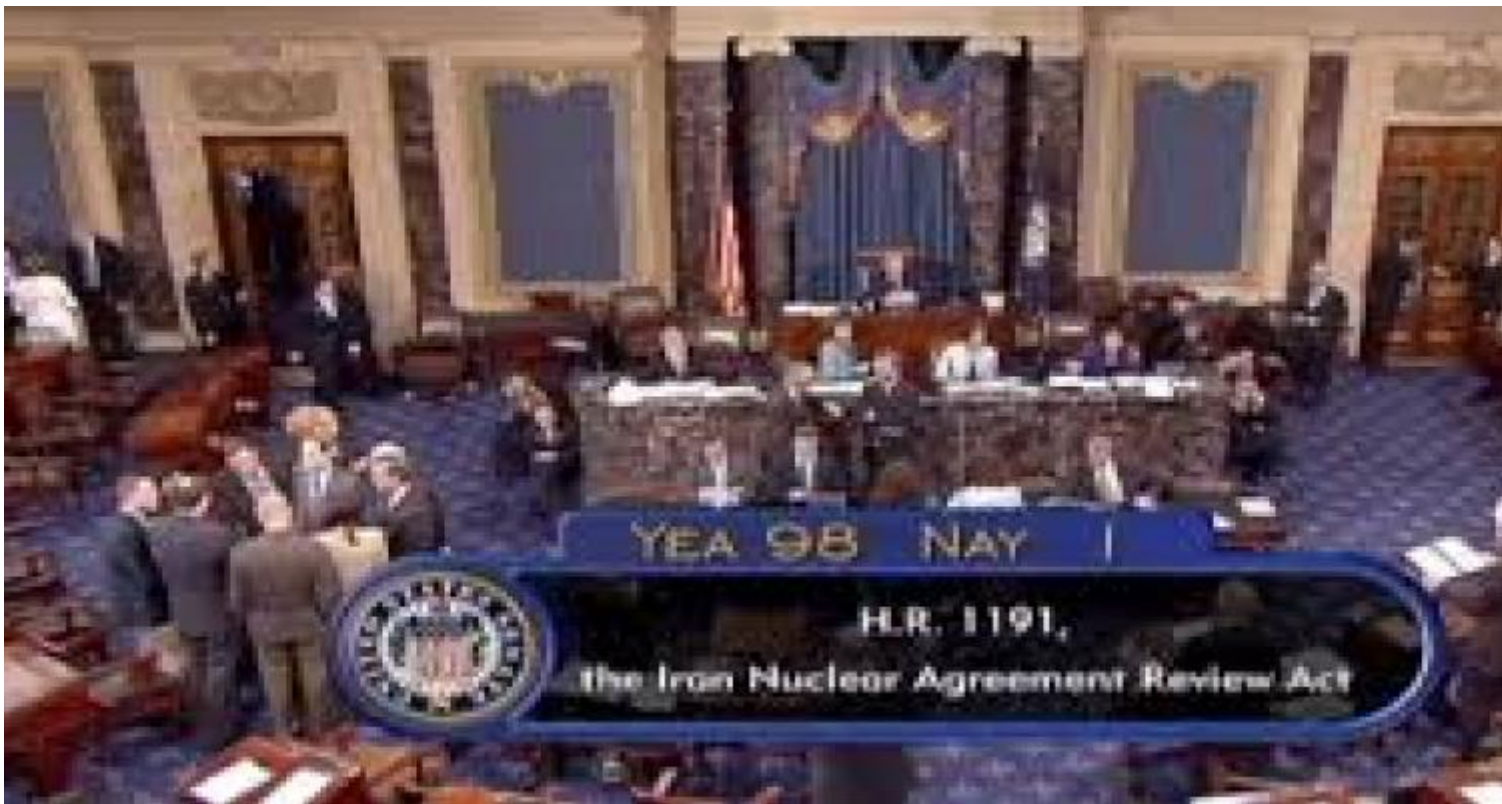 YEA 98 NAY 1
H.R. 1191,
the Iran Nuclear Agreement Review Act